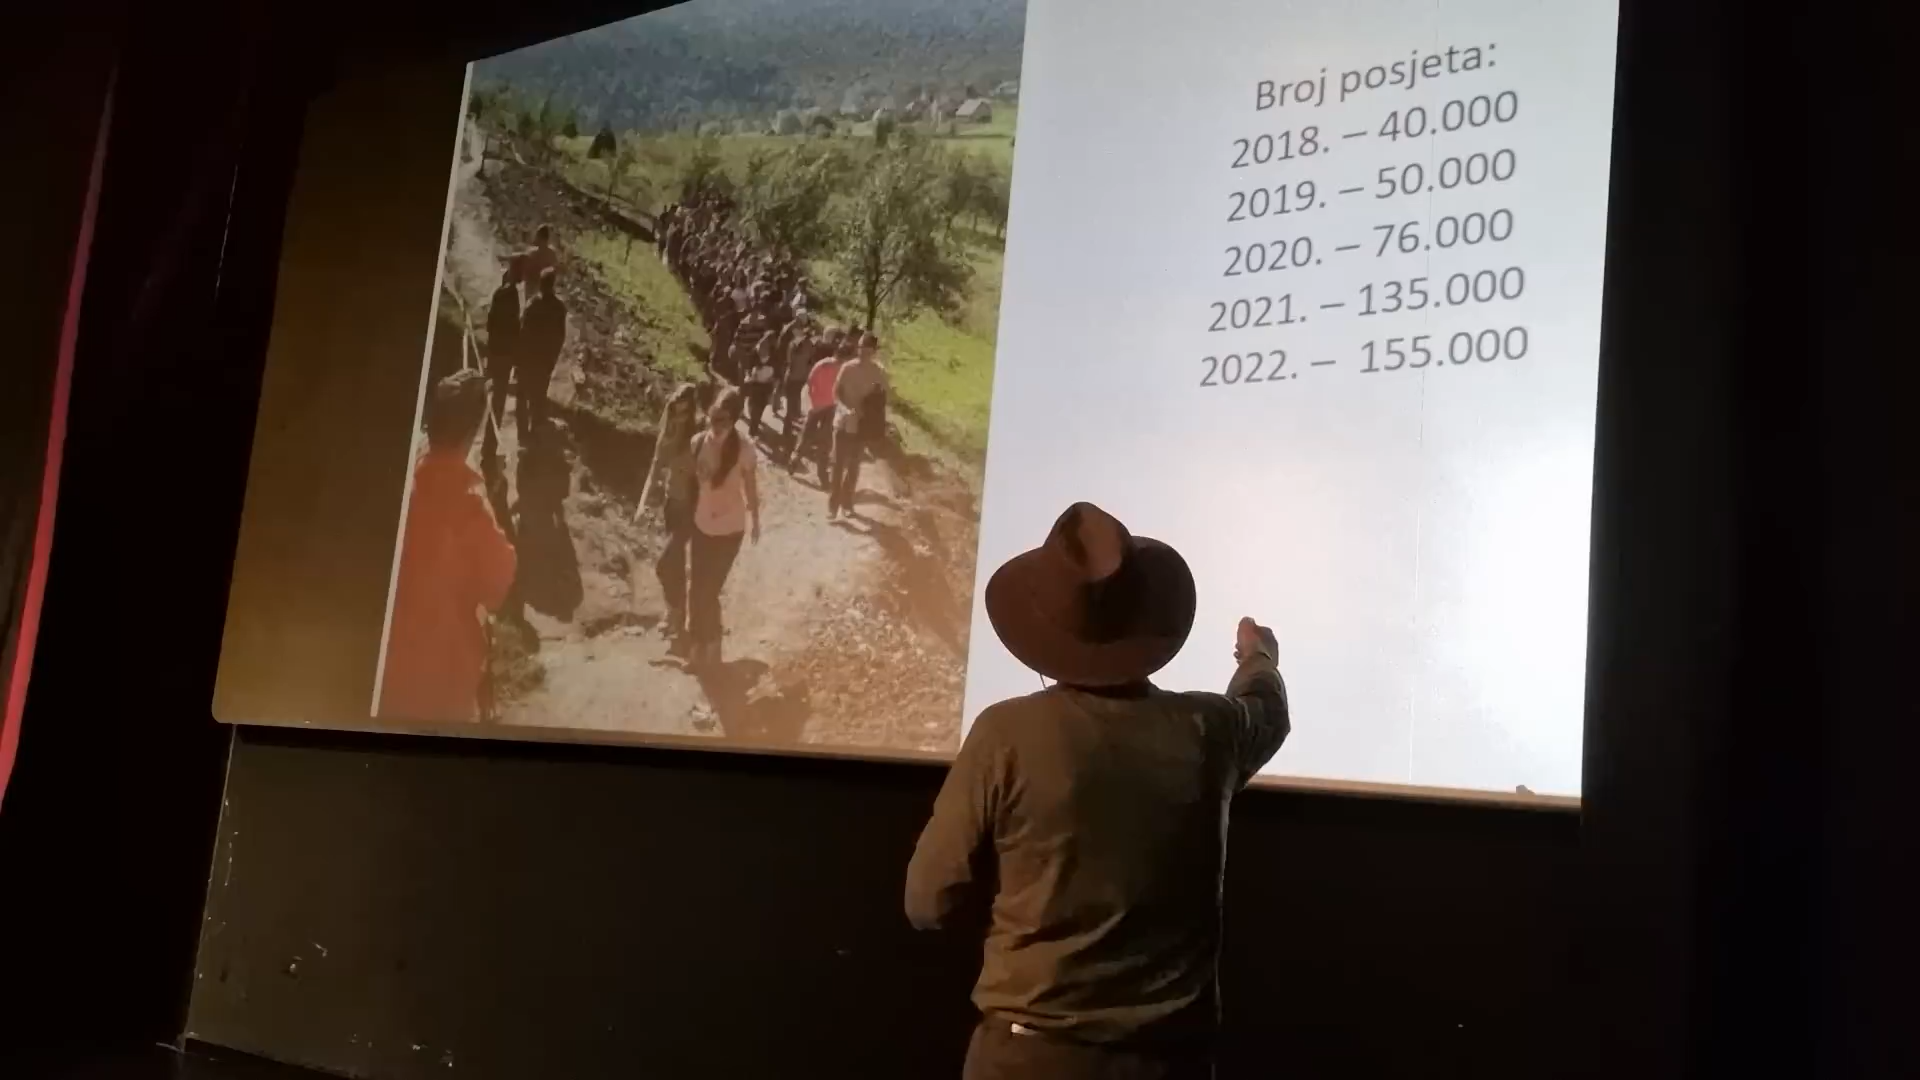 Broj posjeta:
2018. – 40.000
2019. – 50.000
2020. – 76.000
2021. – 135.000
2022. – 155.000